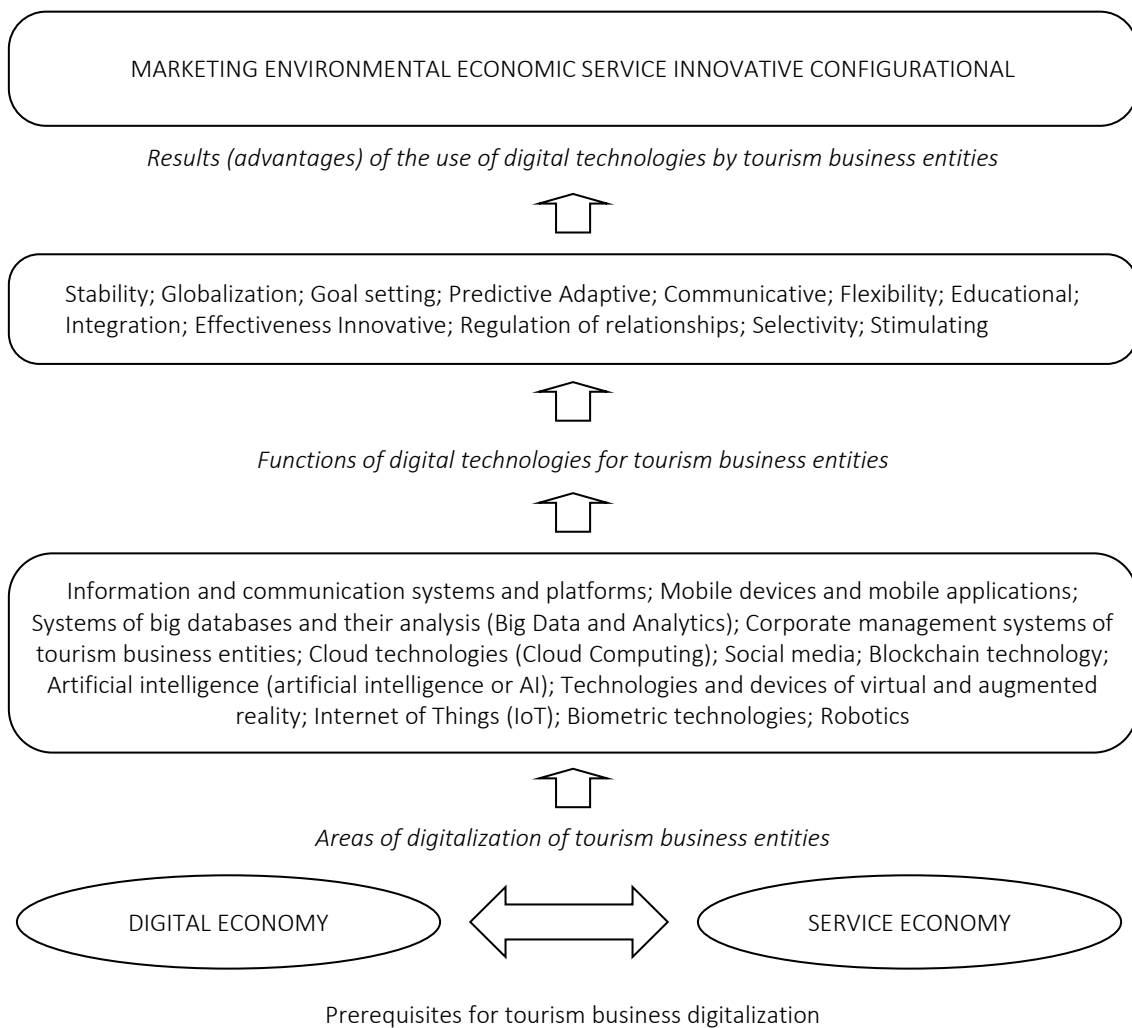 MARKETING ENVIRONMENTAL ECONOMIC SERVICE INNOVATIVE CONFIGURATIONAL
Results (advantages) of the use of digital technologies by tourism business entities
Stability; Globalization; Goal setting; Predictive Adaptive; Communicative; Flexibility; Educational;
Integration; Effectiveness Innovative; Regulation of relationships; Selectivity; Stimulating
Functions of digital technologies for tourism business entities
Information and communication systems and platforms; Mobile devices and mobile applications;
Systems of big databases and their analysis (Big Data and Analytics); Corporate management systems of
tourism business entities; Cloud technologies (Cloud Computing); Social media; Blockchain technology;
Artificial intelligence (artificial intelligence or AI); Technologies and devices of virtual and augmented
reality; Internet of Things (IoT); Biometric technologies; Robotics
Areas of digitalization of tourism business entities
DIGITAL ECONOMY
SERVICE ECONOMY
Prerequisites for tourism business digitalization